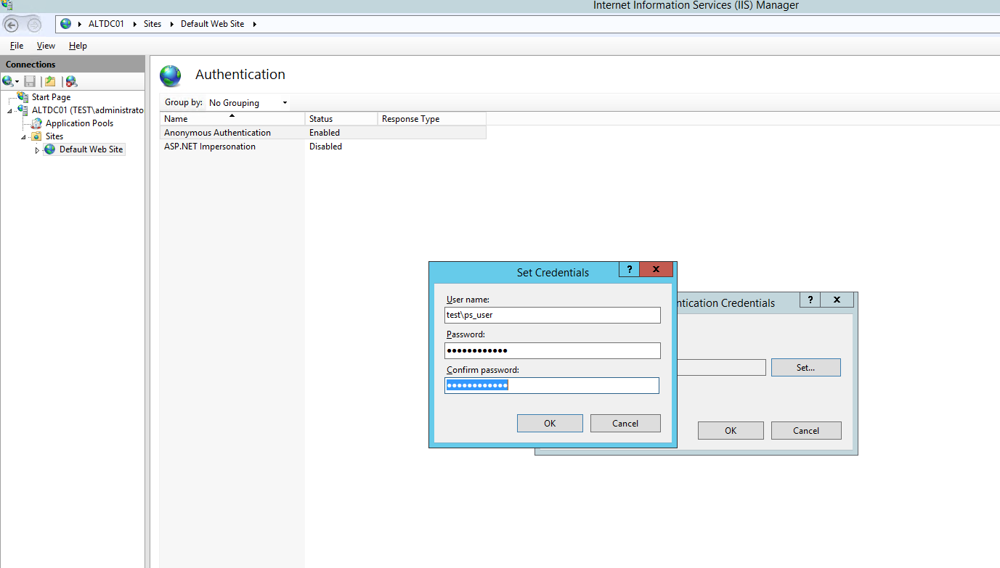 Internet Information Services (IIS) Manager
ALTDC01 Sites Default Web Site
File View Help
Connections
Start Page
ALTDC01 (TEST\administrato
Application Pools
Sites
Default Web Site
Authentication
Group by: No Grouping
Name Status Response Type
Anonymous Authentication Enabled
ASP.NET Impersonation Disabled
Set Credentials ? x
User name:
test\ps_user
Password:
••••••••••••
Confirm password:
••••••••••••
OK Cancel
ntication Credentials ? x
Set...
OK Cancel